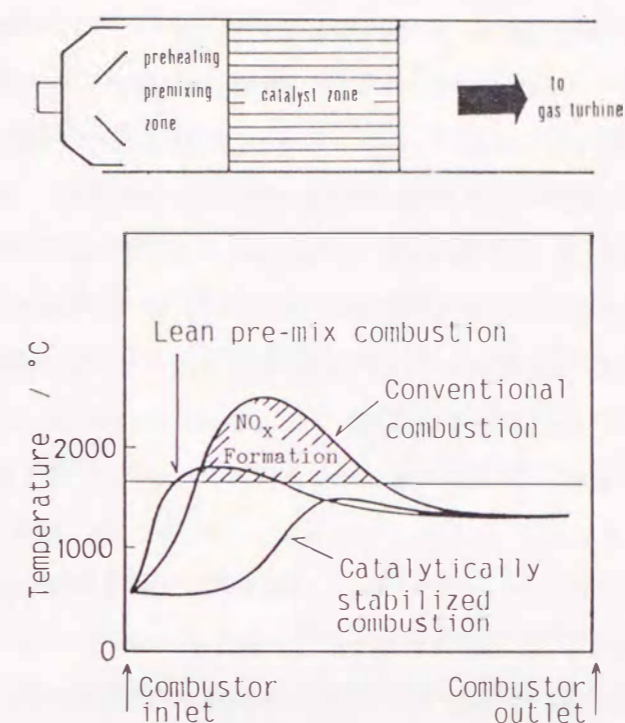 preheating
premixing
zone
catalyst zone
to
gas turbine
Temperature / °C
2000
1000
0
Lean pre-mix combustion
Conventional
combustion
NOx
Formation
Catalytically
stabilized
combustion
Combustor
inlet
Combustor
outlet